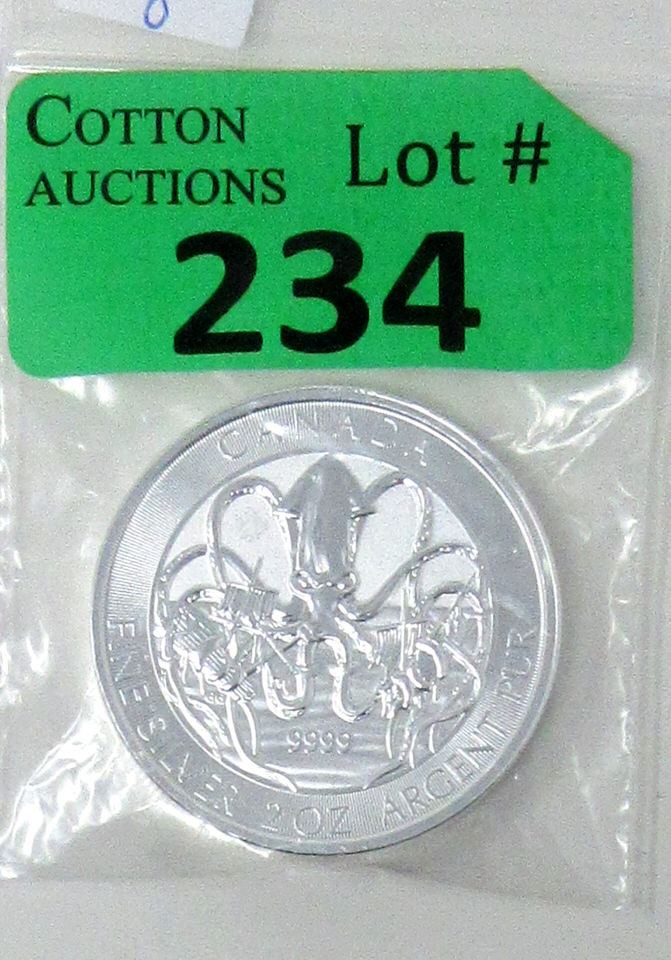 COTTON
AUCTIONS
Lot #
234
CANADA
9999
FINE SILVER 2 OZ ARGENT PUR